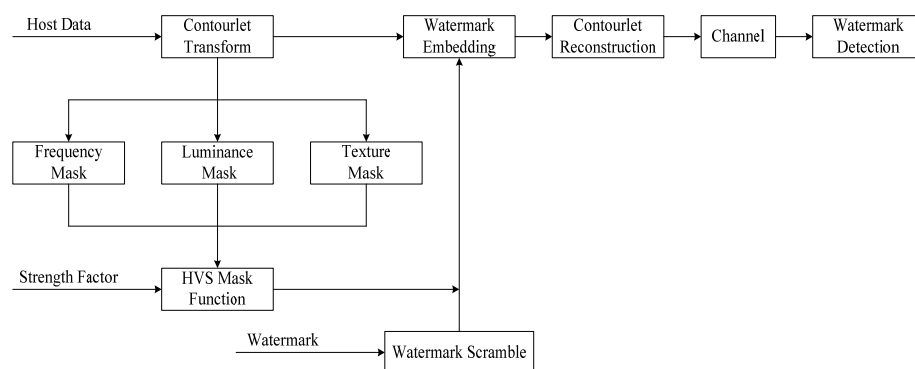 Host Data
Contourlet
Transform
Watermark
Embedding
Contourlet
Reconstruction
Channel
Watermark
Detection
Frequency
Mask
Luminance
Mask
Texture
Mask
Strength Factor
HVS Mask
Function
Watermark
Watermark Scramble